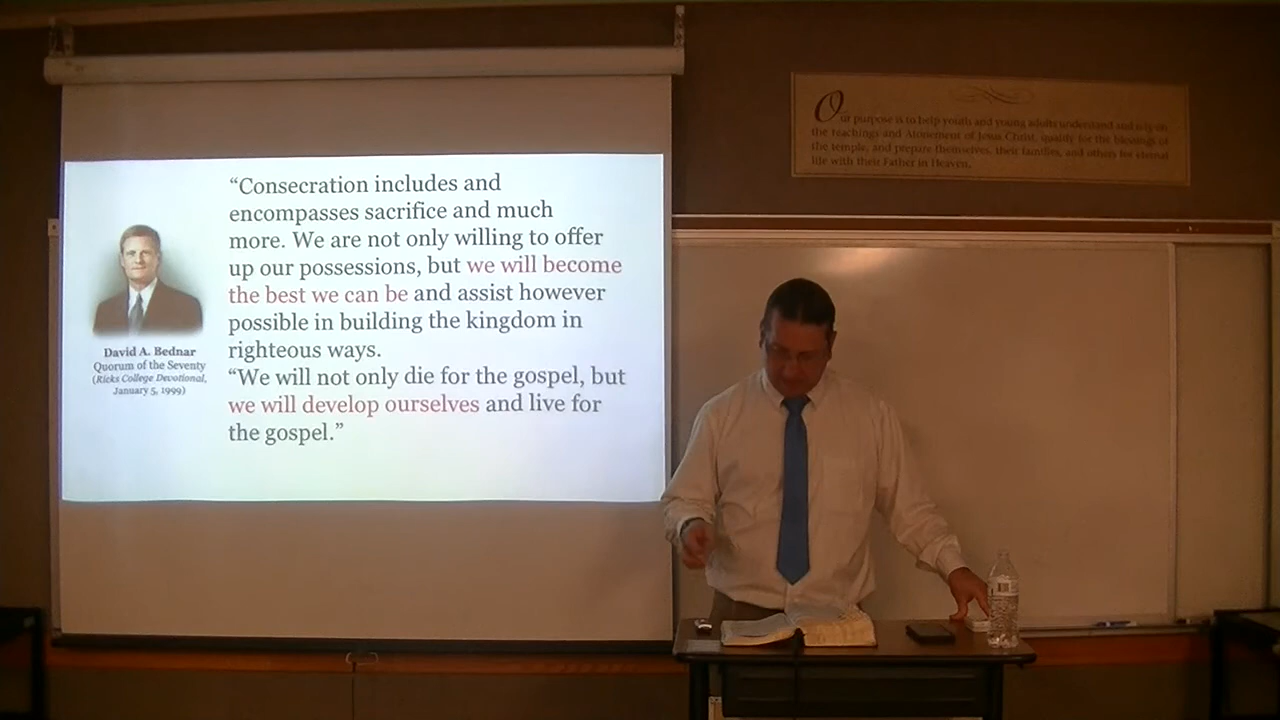 “Consecration includes and
encompasses sacrifice and much
more. We are not only willing to offer
up our possessions, but we will become
the best we can be and assist however
possible in building the kingdom in
righteous ways.
“We will not only die for the gospel, but
we will develop ourselves and live for
the gospel.”
David A. Bednar
Quorum of the Seventy
(Ricks College Devotional,
January 5, 1999)
Our purpose is to help youth and young adults understand and rely on
the teachings and Atonement of Jesus Christ, qualify for the blessings of
the temple, and prepare themselves, their families, and others for eternal
life with their Father in Heaven.